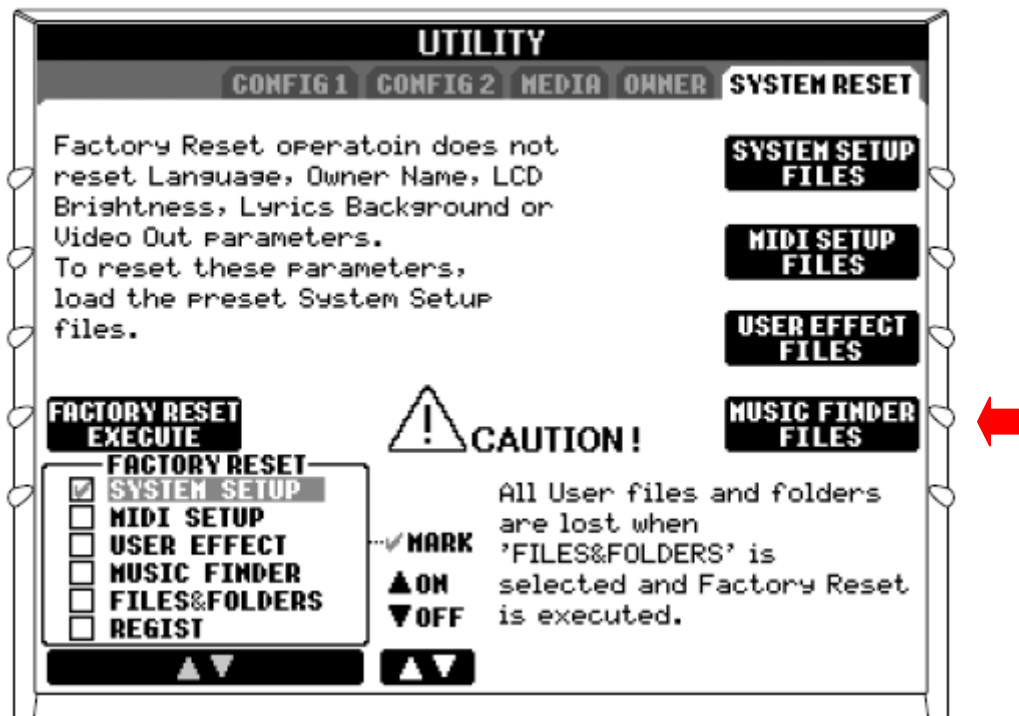 UTILITY
CONFIG 1 CONFIG 2 MEDIA OWNER SYSTEM RESET
Factory Reset operatoin does not
reset Language, Owner Name, LCD
Brightness, Lyrics Background or
Video Out parameters.
To reset these parameters,
load the preset System Setup
files.
SYSTEM SETUP
FILES
MIDI SETUP
FILES
USER EFFECT
FILES
MUSIC FINDER
FILES
FACTORY RESET
EXECUTE
CAUTION!
FACTORY RESET
SYSTEM SETUP
MIDI SETUP
USER EFFECT
MUSIC FINDER
FILES&FOLDERS
REGIST
MARK
▲ON
▼OFF
All User files and folders
are lost when
'FILES&FOLDERS' is
selected and Factory Reset
is executed.